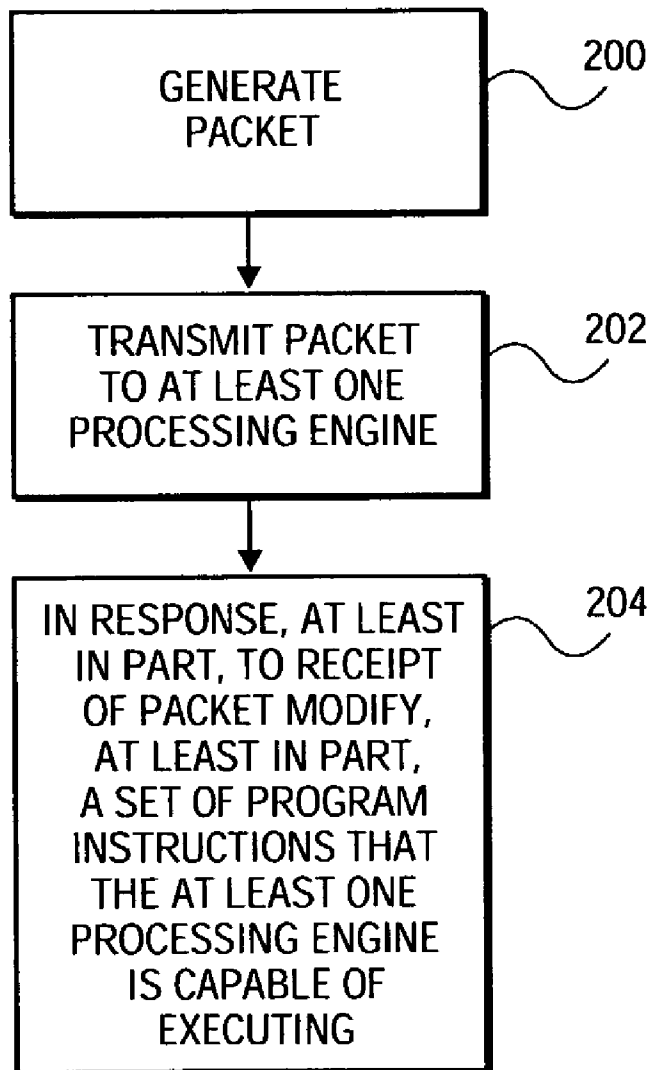 GENERATE
PACKET
200
TRANSMIT PACKET
TO AT LEAST ONE
PROCESSING ENGINE
202
IN RESPONSE, AT LEAST
IN PART, TO RECEIPT
OF PACKET MODIFY,
AT LEAST IN PART,
A SET OF PROGRAM
INSTRUCTIONS THAT
THE AT LEAST ONE
PROCESSING ENGINE
IS CAPABLE OF
EXECUTING
204